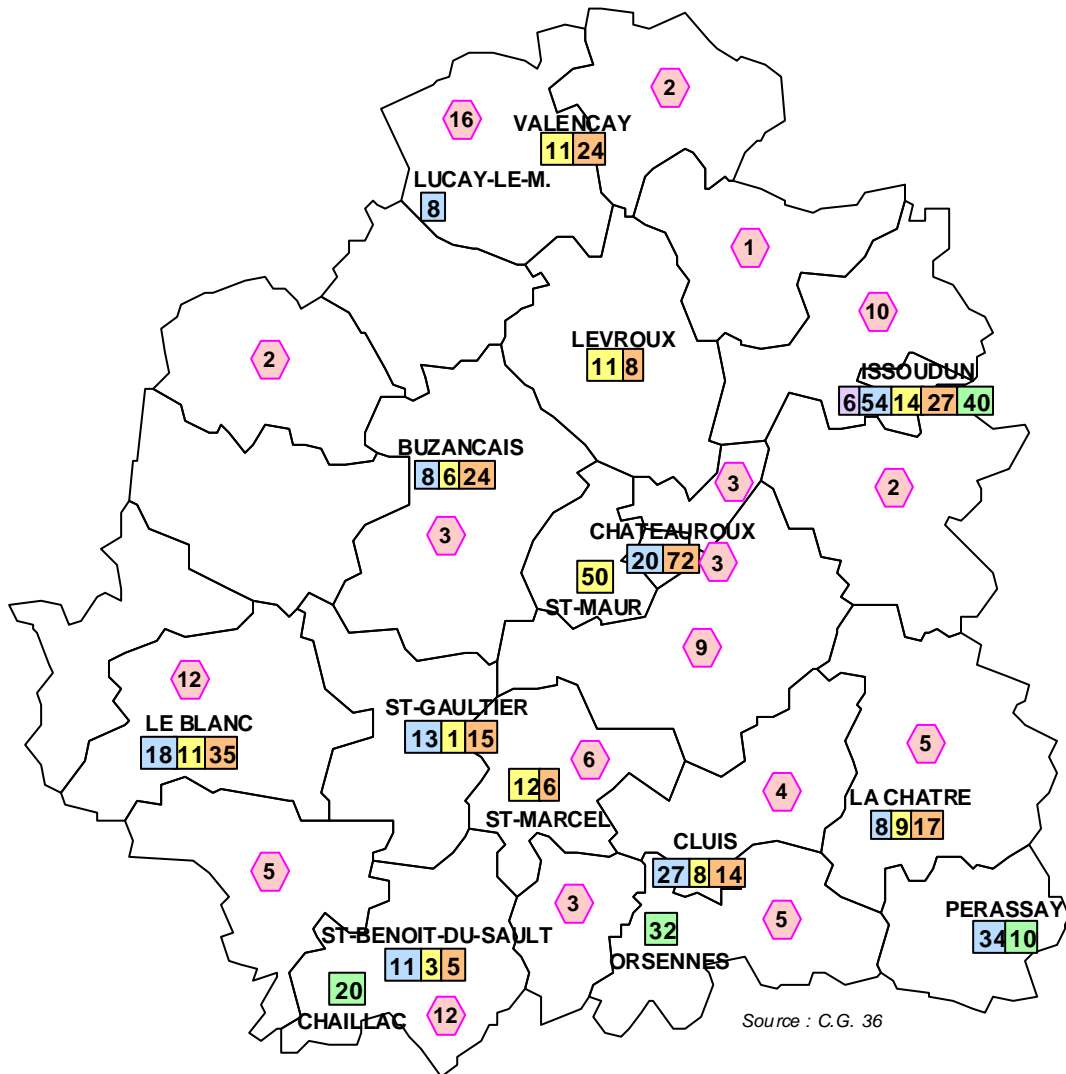 2
16
VALENCAY
11 24
LUCAY-LE-M.
8
1
10
LEVROUX
11 8
2
ISSOUDUN
6 54 14 27 40
BUZANCAIS
8 6 24
3
2
3
CHATEAUROUX
20 72
3
50
ST-MAUR
9
12
LE BLANC
18 11 35
ST-GAULTIER
13 1 15
6
12 6
ST-MARCEL
5
4
LA CHATRE
8 9 17
CLUIS
27 8 14
5
3
5
PERASSAY
34 10
32
ORSENNES
ST-BENOIT-DU-SAULT
11 3 5
20
CHAILLAC
12
Source : C.G. 36